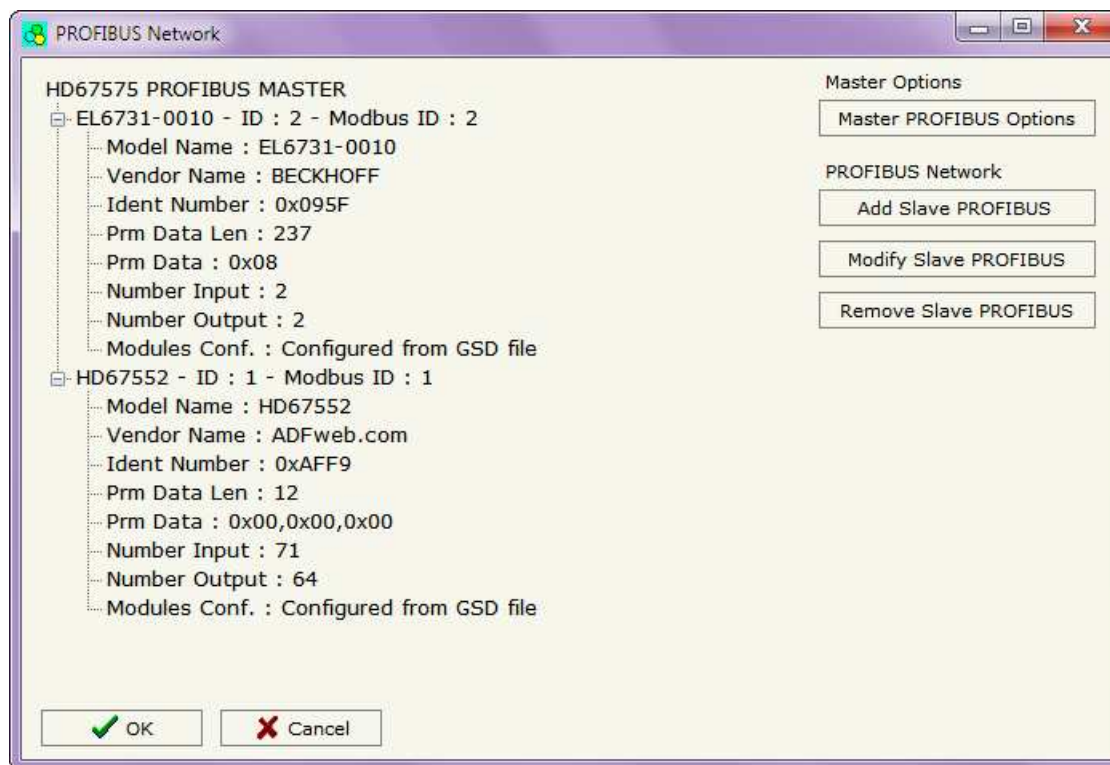 PROFIBUS Network
HD67575 PROFIBUS MASTER
EL6731-0010 - ID : 2 - Modbus ID : 2
Model Name : EL6731-0010
Vendor Name : BECKHOFF
Ident Number : 0x095F
Prm Data Len : 237
Prm Data : 0x08
Number Input : 2
Number Output : 2
Modules Conf. : Configured from GSD file
HD67552 - ID : 1 - Modbus ID : 1
Model Name : HD67552
Vendor Name : ADFweb.com
Ident Number : 0xAFF9
Prm Data Len : 12
Prm Data : 0x00,0x00,0x00
Number Input : 71
Number Output : 64
Modules Conf. : Configured from GSD file
Master Options
Master PROFIBUS Options
PROFIBUS Network
Add Slave PROFIBUS
Modify Slave PROFIBUS
Remove Slave PROFIBUS
OK
Cancel